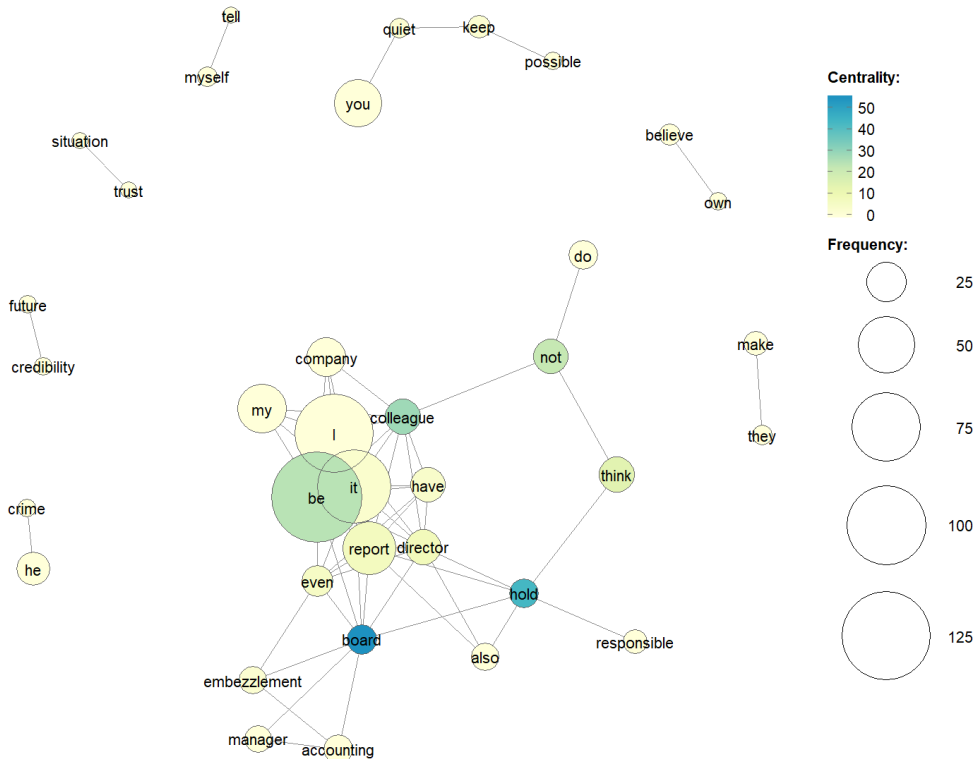 tell
quiet
keep
possible
myself
you
Centrality:
50
40
30
20
10
0
situation
believe
trust
own
Frequency:
25
do
future
make
50
not
company
credibility
my
colleague
I
they
75
think
it
have
be
crime
100
report
director
he
even
hold
125
board
responsible
also
embezzlement
manager
accounting